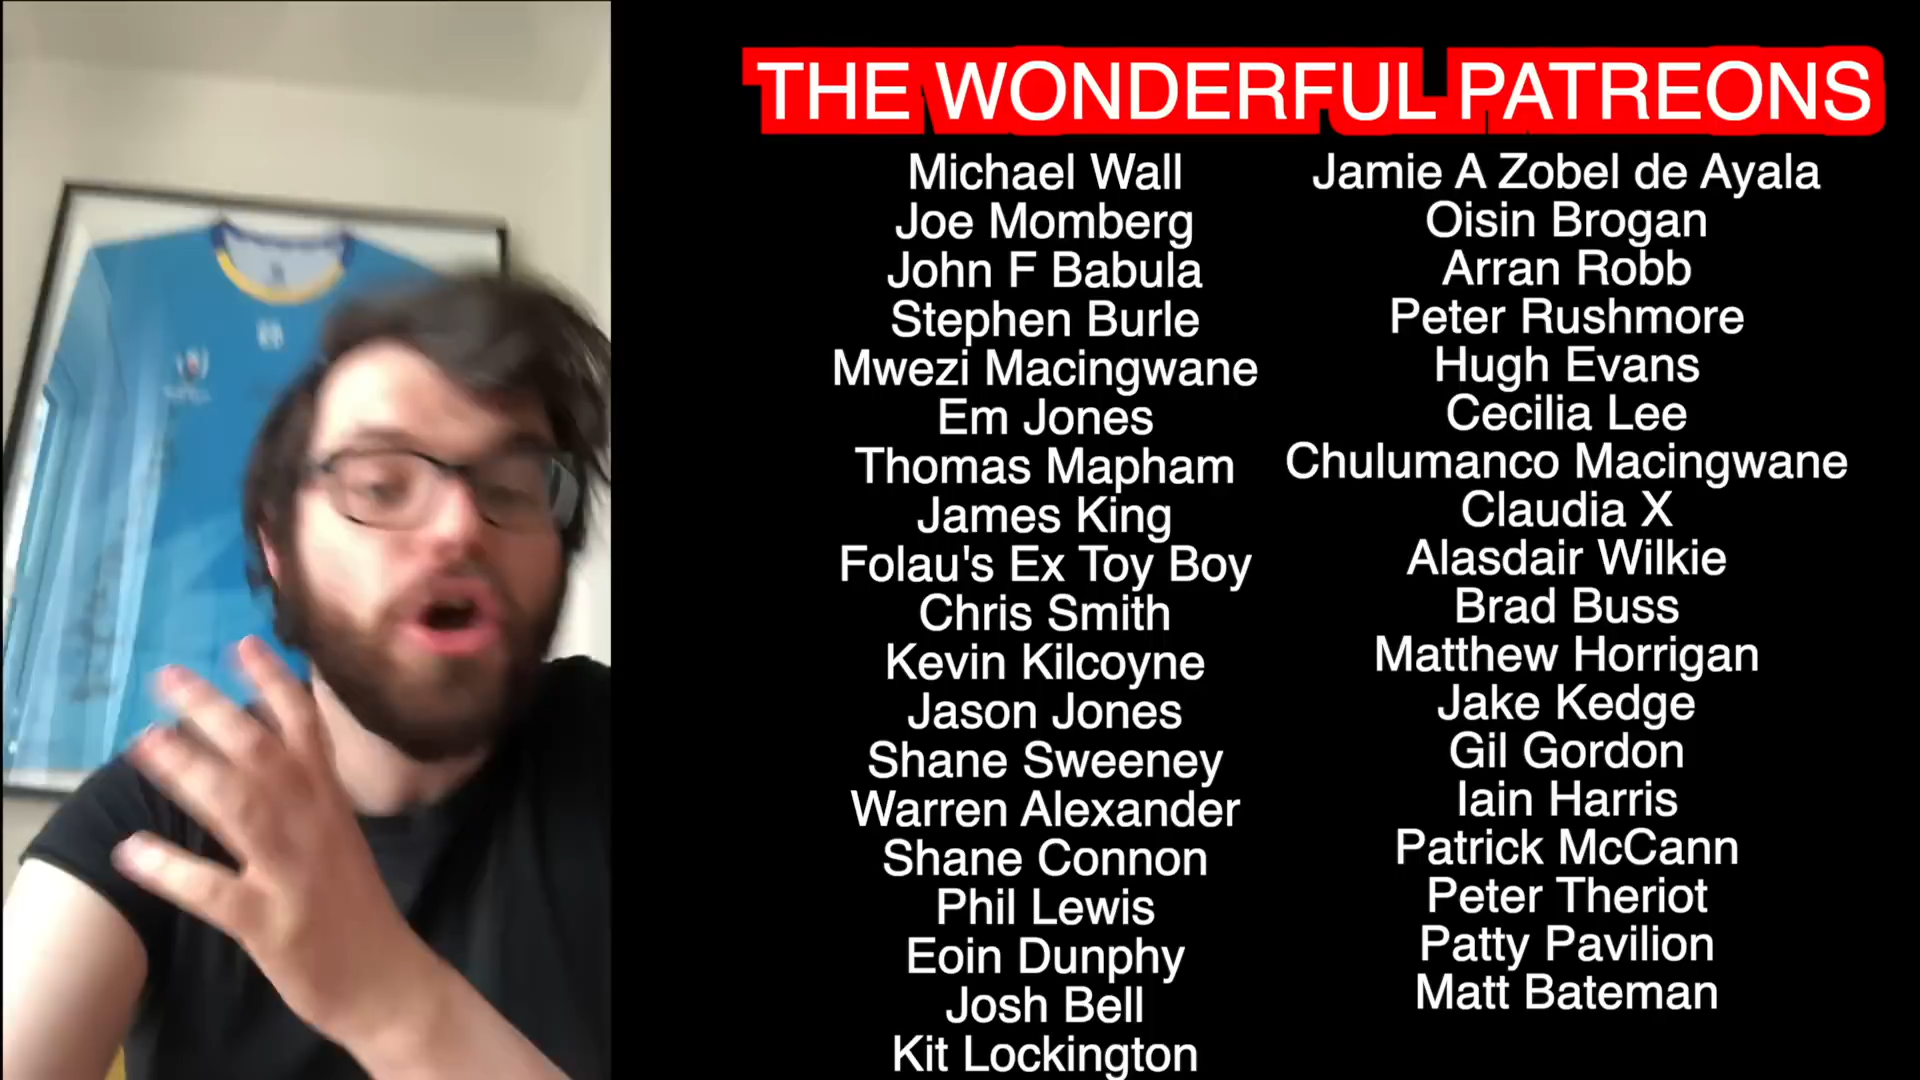 THE WONDERFUL PATREONS
Michael Wall
Joe Momberg
John F Babula
Stephen Burle
Mwezi Macingwane
Em Jones
Thomas Mapham
James King
Folau's Ex Toy Boy
Chris Smith
Kevin Kilcoyne
Jason Jones
Shane Sweeney
Warren Alexander
Shane Connon
Phil Lewis
Eoin Dunphy
Josh Bell
Kit Lockington
Jamie A Zobel de Ayala
Oisin Brogan
Arran Robb
Peter Rushmore
Hugh Evans
Cecilia Lee
Chulumanco Macingwane
Claudia X
Alasdair Wilkie
Brad Buss
Matthew Horrigan
Jake Kedge
Gil Gordon
Iain Harris
Patrick McCann
Peter Theriot
Patty Pavilion
Matt Bateman